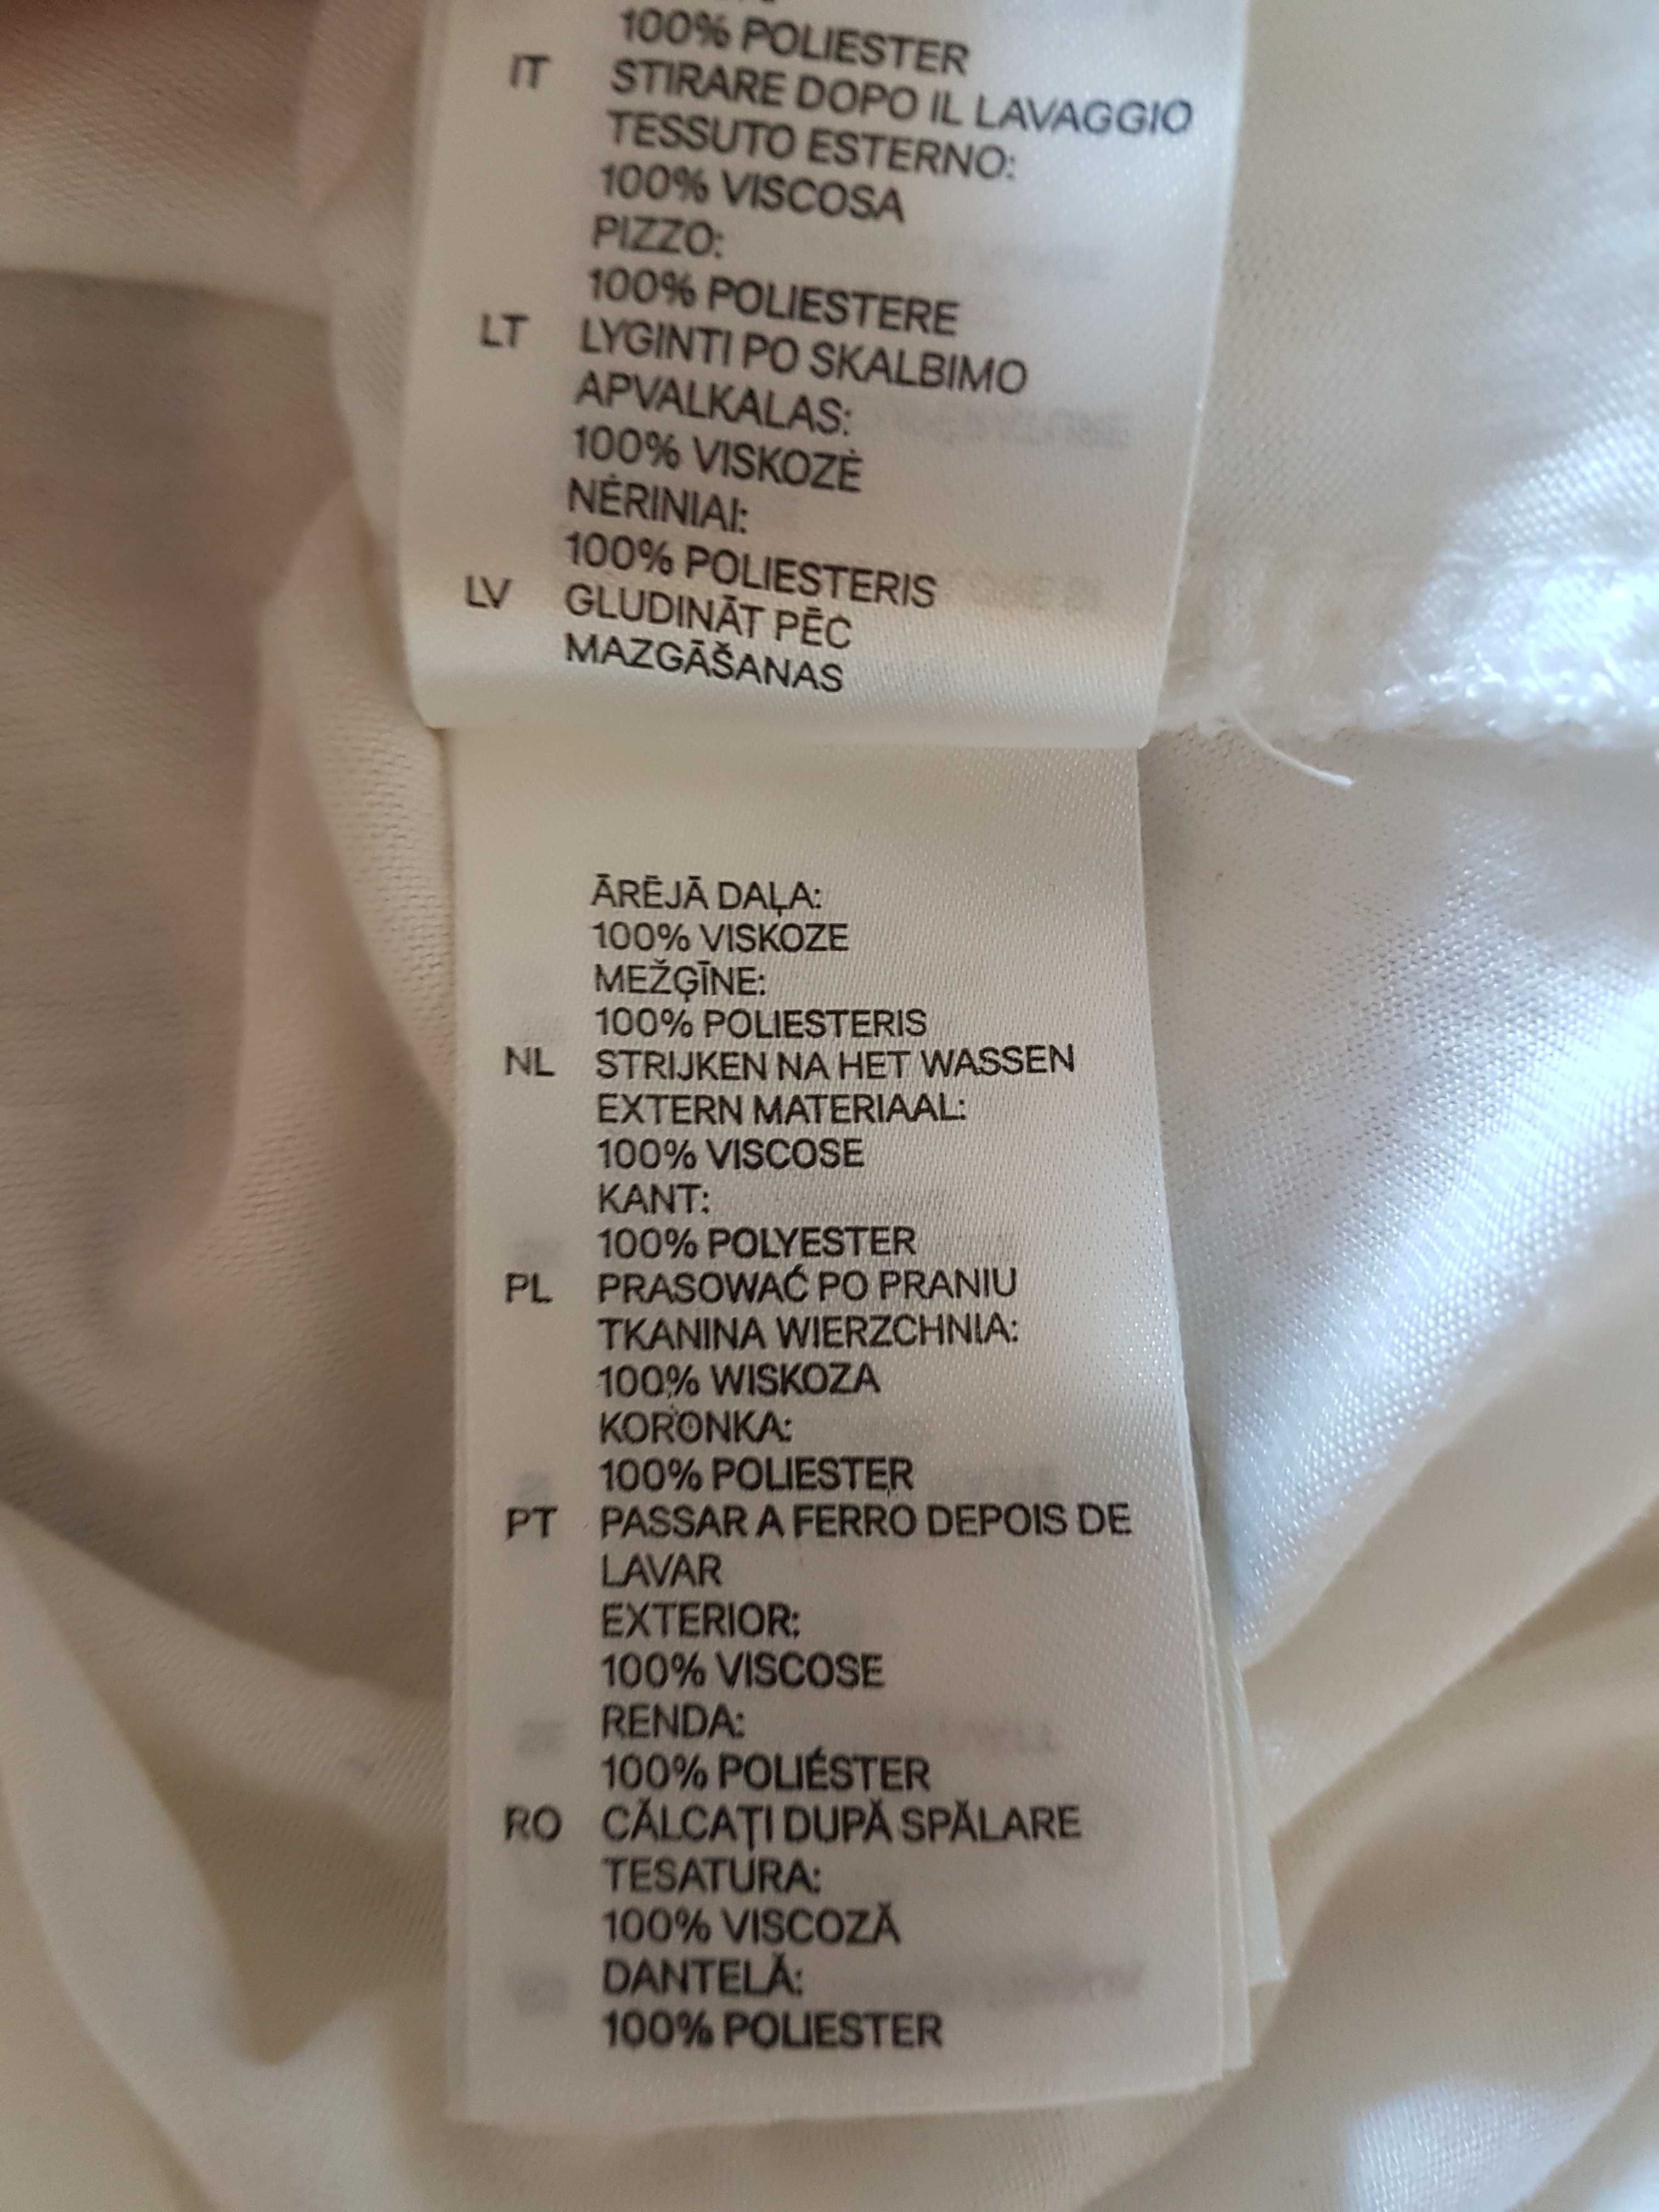 100% POLIESTER
IT STIRARE DOPO IL LAVAGGIO
TESSUTO ESTERNO:
100% VISCOSA
PIZZO:
100% POLIESTERE
LT LYGINTI PO SKALBIMO
APVALKALAS:
100% VISKOZĖ
NĖRINIAI:
100% POLIESTERIS
LV GLUDINĀT PĒC
MAZGĀŠANAS
ĀRĒJĀ DAĻA:
100% VISKOZE
MEŽĢĪNE:
100% POLIESTERIS
NL STRIJKEN NA HET WASSEN
EXTERN MATERIAAL:
100% VISCOSE
KANT:
100% POLYESTER
PL PRASOWAĆ PO PRANIU
TKANINA WIERZCHNIA:
100% WISKOZA
KORONKA:
100% POLIESTER
PT PASSAR A FERRO DEPOIS DE
LAVAR
EXTERIOR:
100% VISCOSE
RENDA:
100% POLIÉSTER
RO CĂLCAȚI DUPĂ SPĂLARE
TESATURA:
100% VISCOZĂ
DANTELĂ:
100% POLIESTER